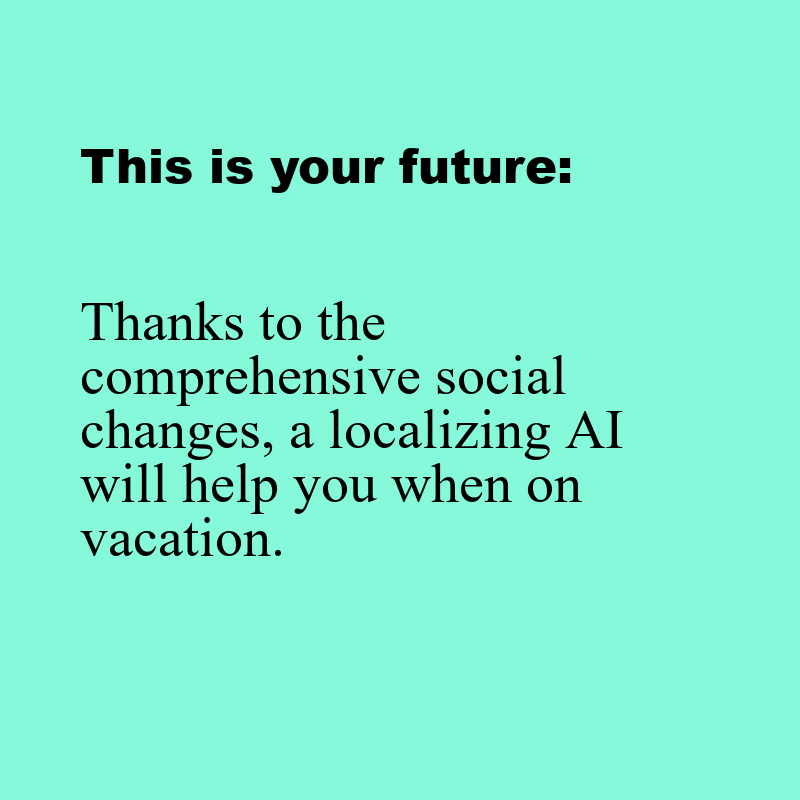 This is your future:
Thanks to the
comprehensive social
changes, a localizing AI
will help you when on
vacation.